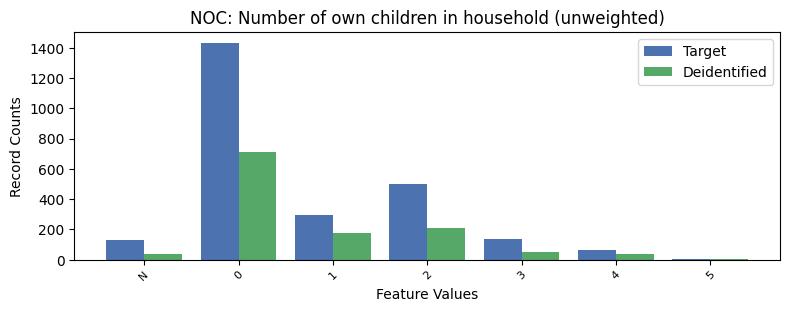 NOC: Number of own children in household (unweighted)
Target
Deidentified
Record Counts
1400
1200
1000
800
600
400
200
0
N 0 1 2 3 4 5
Feature Values